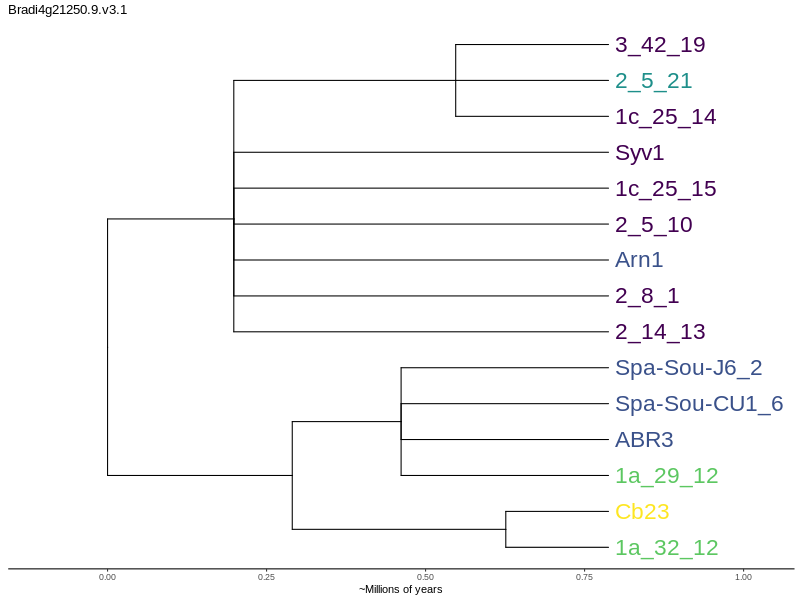 Bradi4g21250.9.v3.1
3_42_19
2_5_21
1c_25_14
Syv1
1c_25_15
2_5_10
Arn1
2_8_1
2_14_13
Spa-Sou-J6_2
Spa-Sou-CU1_6
ABR3
1a_29_12
Cb23
1a_32_12
0.00 0.25 0.50 0.75 1.00
~Millions of years